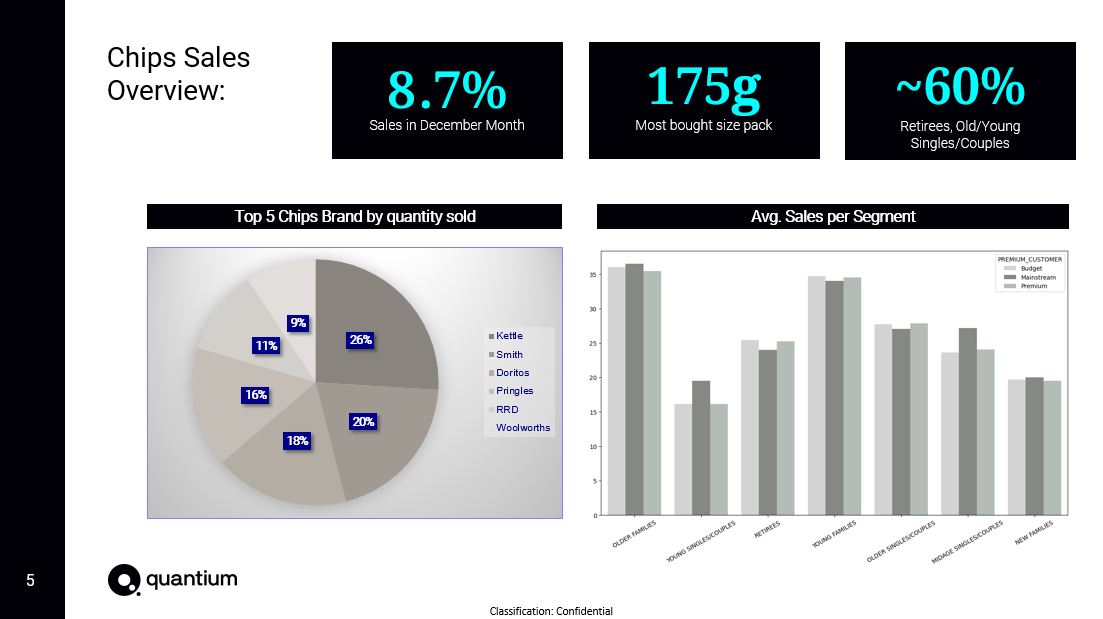 Chips Sales
Overview:
8.7%
Sales in December Month
175g
Most bought size pack
~60%
Retirees, Old/Young
Singles/Couples
Top 5 Chips Brand by quantity sold
26%
20%
18%
16%
11%
9%
Kettle
Smith
Doritos
Pringles
RRD
Woolworths
Avg. Sales per Segment
PREMIUM_CUSTOMER
Budget
Mainstream
Premium
35
30
25
20
15
10
5
0
OLDER FAMILIES
YOUNG SINGLES/COUPLES
RETIREES
YOUNG FAMILIES
OLDER SINGLES/COUPLES
MIDAGE SINGLES/COUPLES
NEW FAMILIES
5
quantium
Classification: Confidential